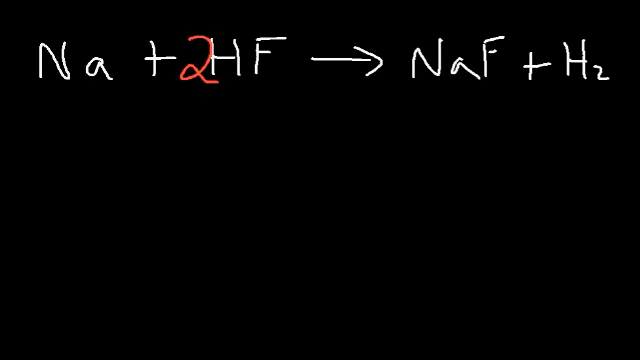 Na + 2HF → NaF + H₂